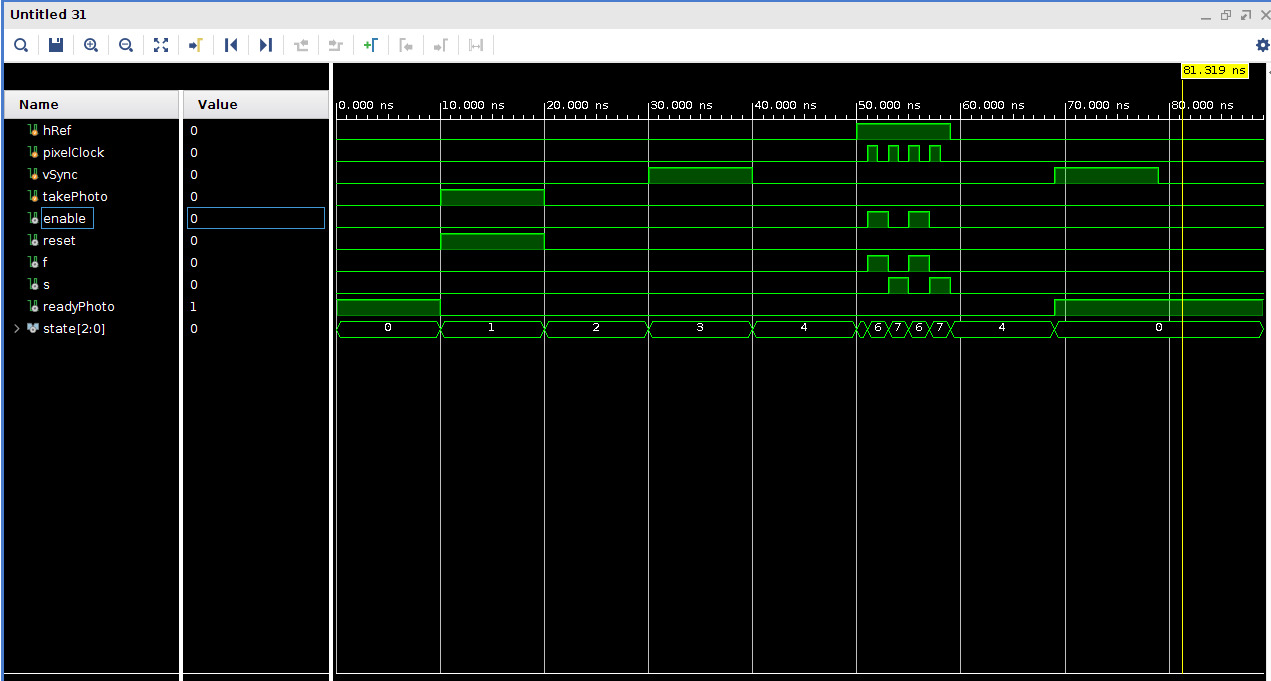 Untitled 31
81.319 ns
Name Value
0.000 ns 10.000 ns 20.000 ns 30.000 ns 40.000 ns 50.000 ns 60.000 ns 70.000 ns 80.000 ns
hRef 0
pixelClock 0
vSync 0
takePhoto 0
enable 0
reset 0
f 0
s 0
readyPhoto 1
state[2:0] 0 0 1 2 3 4 6 7 6 7 4 0